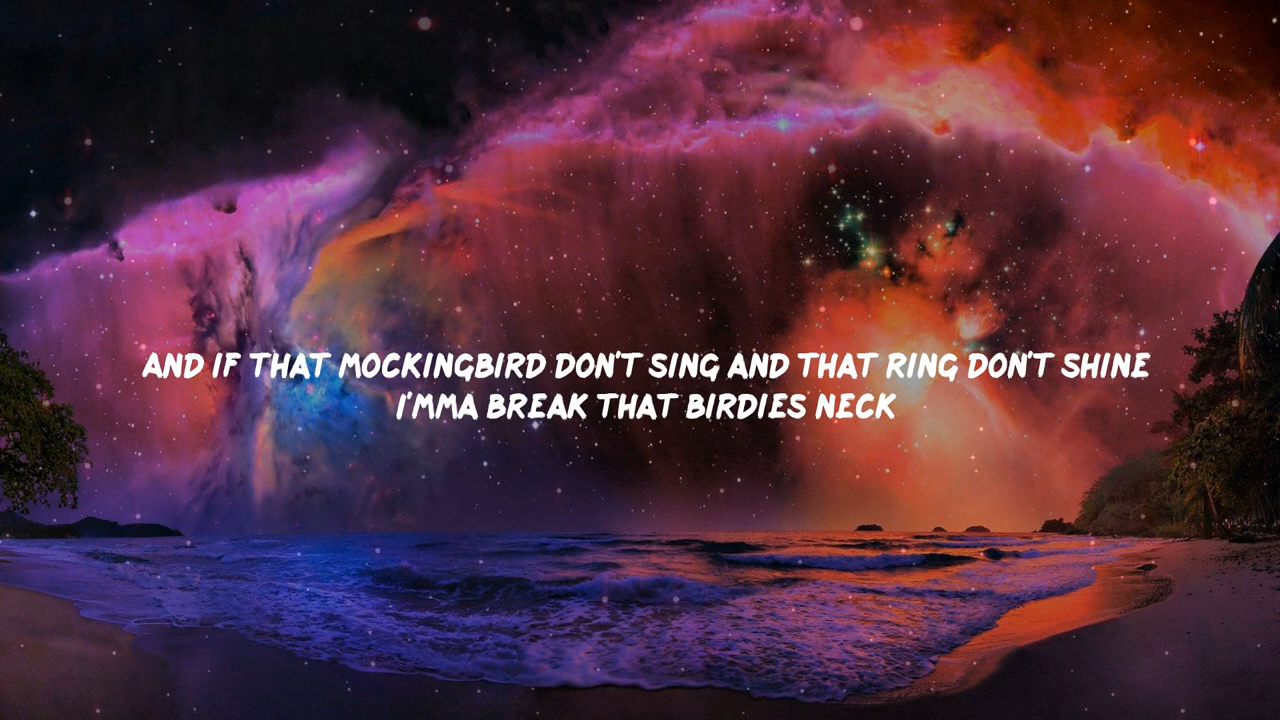 AND IF THAT MOCKINGBIRD DON'T SING AND THAT RING DON'T SHINE
I'MMA BREAK THAT BIRDIES NECK